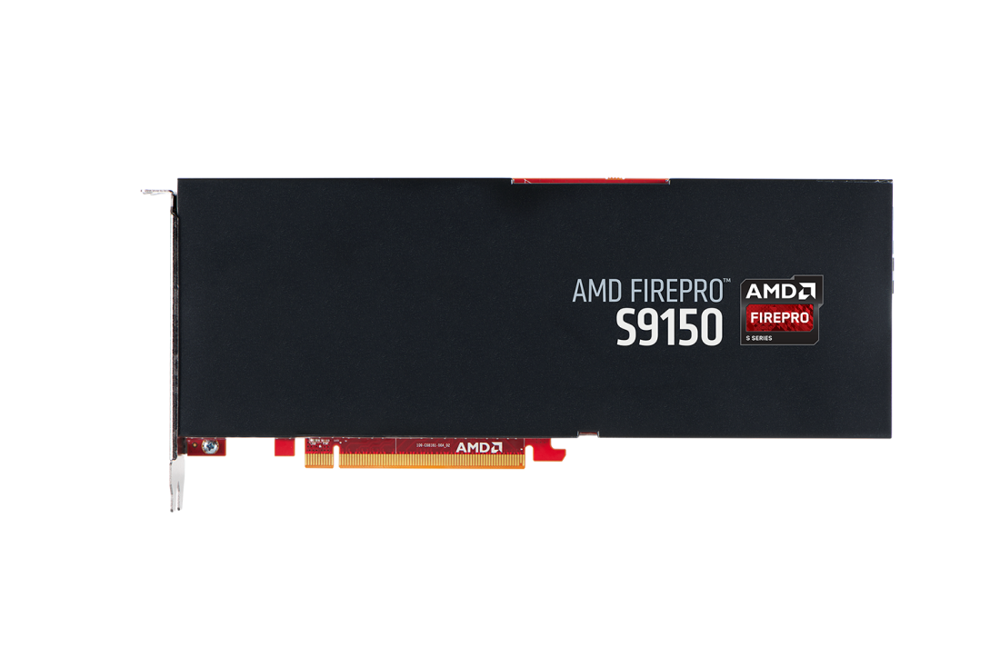 AMD FIREPRO™
S9150
AMD
FIREPRO
S SERIES
AMD